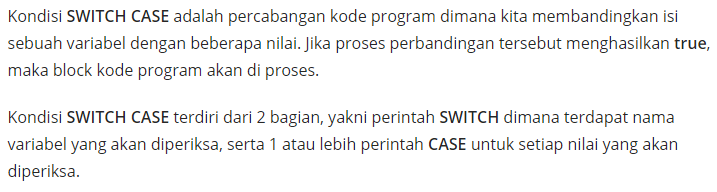 Kondisi SWITCH CASE adalah percabangan kode program dimana kita membandingkan isi
sebuah variabel dengan beberapa nilai. Jika proses perbandingan tersebut menghasilkan true,
maka block kode program akan di proses.
Kondisi SWITCH CASE terdiri dari 2 bagian, yakni perintah SWITCH dimana terdapat nama
variabel yang akan diperiksa, serta 1 atau lebih perintah CASE untuk setiap nilai yang akan
diperiksa.